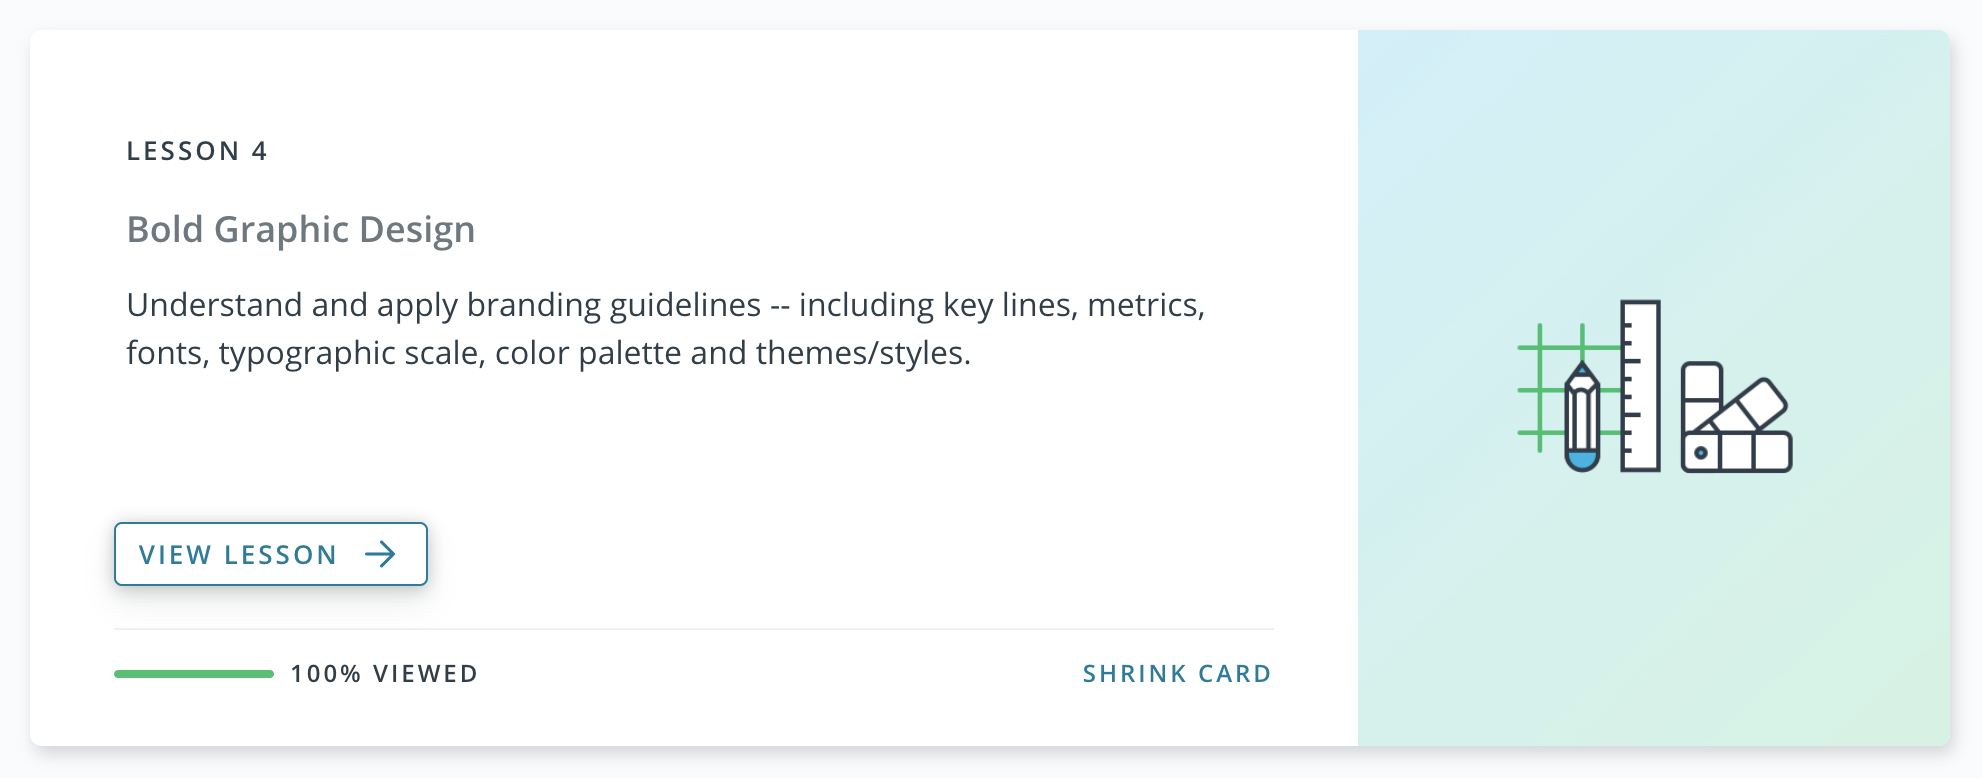 LESSON 4
Bold Graphic Design
Understand and apply branding guidelines -- including key lines, metrics,
fonts, typographic scale, color palette and themes/styles.
VIEW LESSON
100% VIEWED
SHRINK CARD